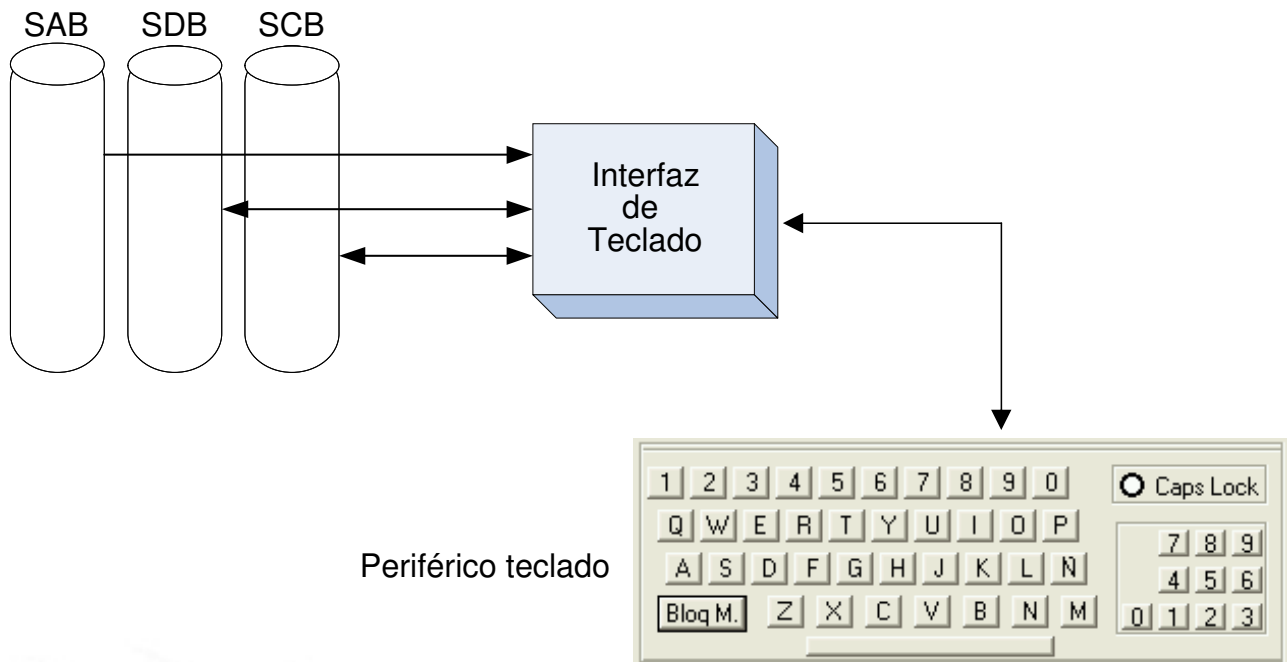 SAB SDB SCB
Interfaz
de
Teclado
1 2 3 4 5 6 7 8 9 0
Caps Lock
Q W E R T Y U I O P
7 8 9
Periférico teclado
A S D F G H J K L Ñ
4 5 6
Bloq M. Z X C V B N M
0 1 2 3